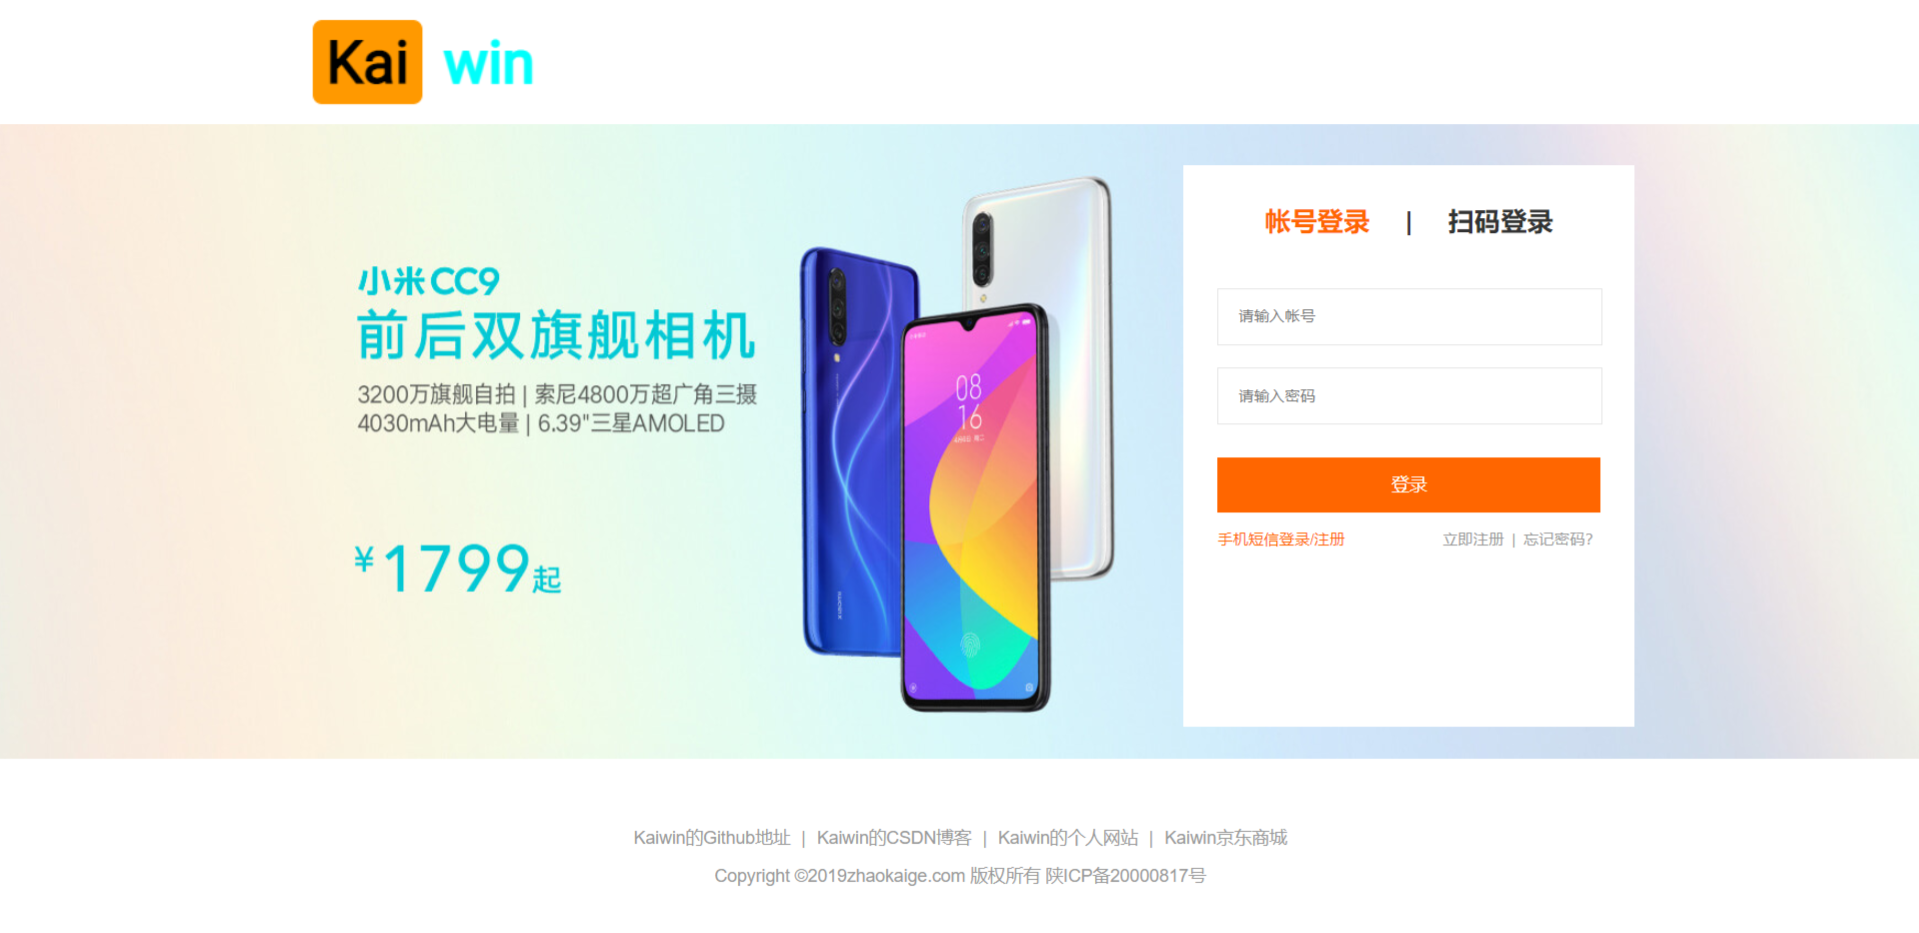 Kai win
帐号登录 | 扫码登录
小米CC9
前后双旗舰相机
3200万旗舰自拍 | 索尼4800万超广角三摄
4030mAh大电量 | 6.39"三星AMOLED
¥1799起
08
16
请输入帐号
请输入密码
登录
手机短信登录/注册 立即注册 | 忘记密码?
Kaiwin的Github地址 | Kaiwin的CSDN博客 | Kaiwin的个人网站 | Kaiwin京东商城
Copyright ©2019zhaokaige.com 版权所有 陕ICP备20000817号